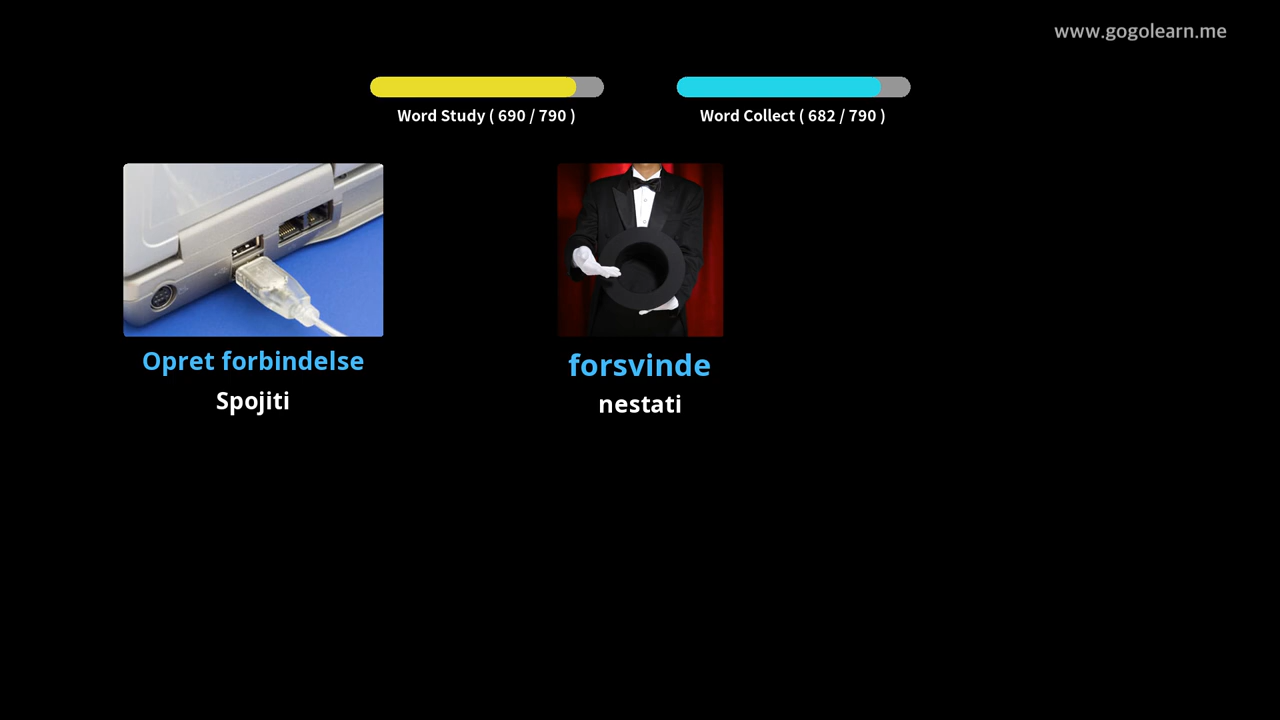 www.gogolearn.me
Word Study ( 690 / 790 )
Word Collect ( 682 / 790 )
Opret forbindelse
Spojiti
forsvinde
nestati